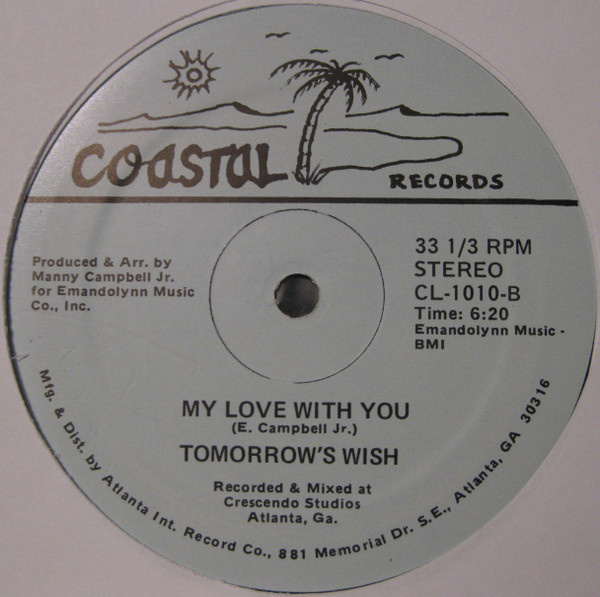 COASTAL
RECORDS
Produced & Arr. by
Manny Campbell Jr.
for Emandolynn Music
Co., Inc.
33 1/3 RPM
STEREO
CL-1010-B
Time: 6:20
Emandolynn Music -
BMI
MY LOVE WITH YOU
(E. Campbell Jr.)
TOMORROW'S WISH
Recorded & Mixed at
Crescendo Studios
Atlanta, Ga.
Mfg. & Dist. by Atlanta Int. Record Co., 881 Memorial Dr. S.E., Atlanta, GA 30316